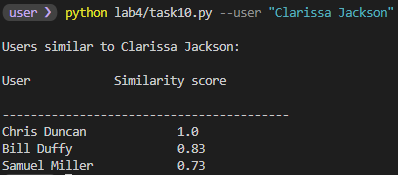 user ❯ python lab4/task10.py --user "Clarissa Jackson"
Users similar to Clarissa Jackson:
User Similarity score
-----------------------------------------
Chris Duncan 1.0
Bill Duffy 0.83
Samuel Miller 0.73